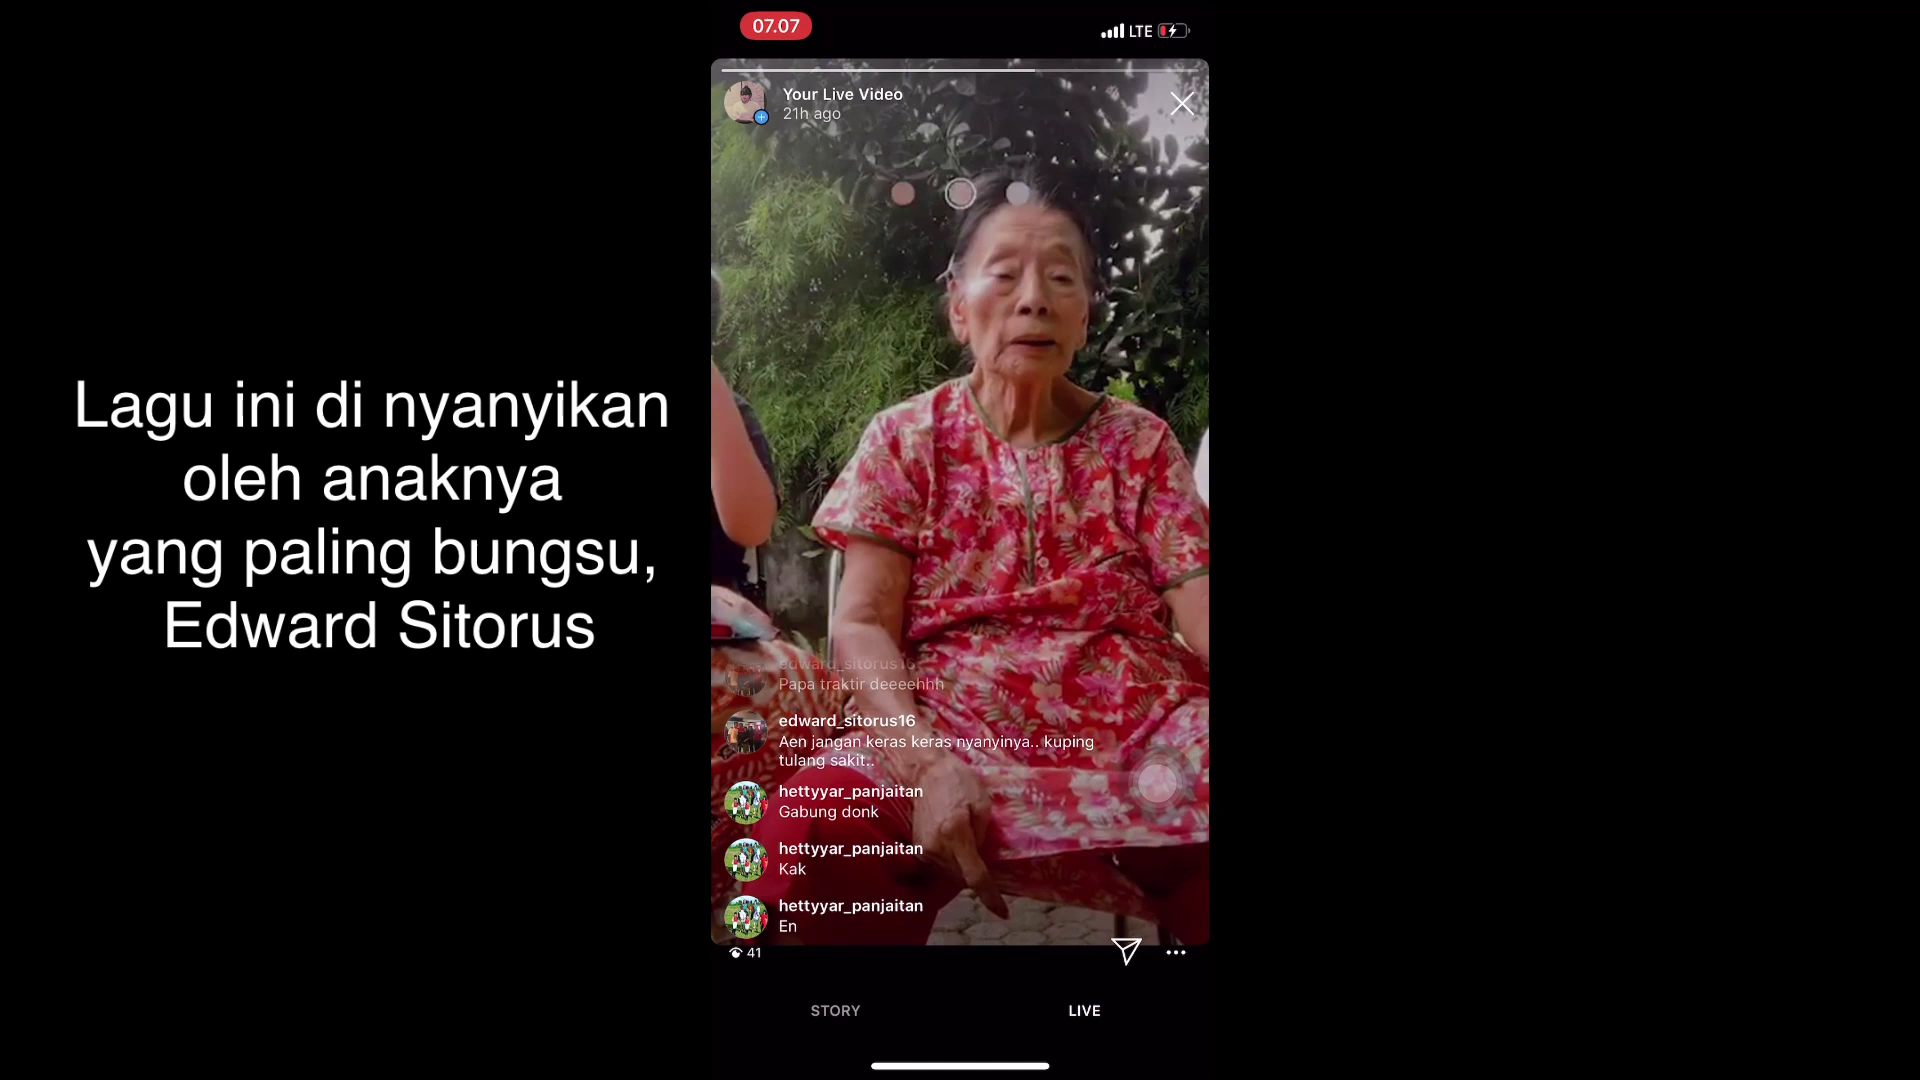 07.07
LTE
Your Live Video
21h ago
Lagu ini di nyanyikan
oleh anaknya
yang paling bungsu,
Edward Sitorus
edward_sitorus16
Papa traktir deeeehhh
edward_sitorus16
Aen jangan keras keras nyanyinya.. kuping
tulang sakit..
hettyyar_panjaitan
Gabung donk
hettyyar_panjaitan
Kak
hettyyar_panjaitan
En
41
STORY
LIVE